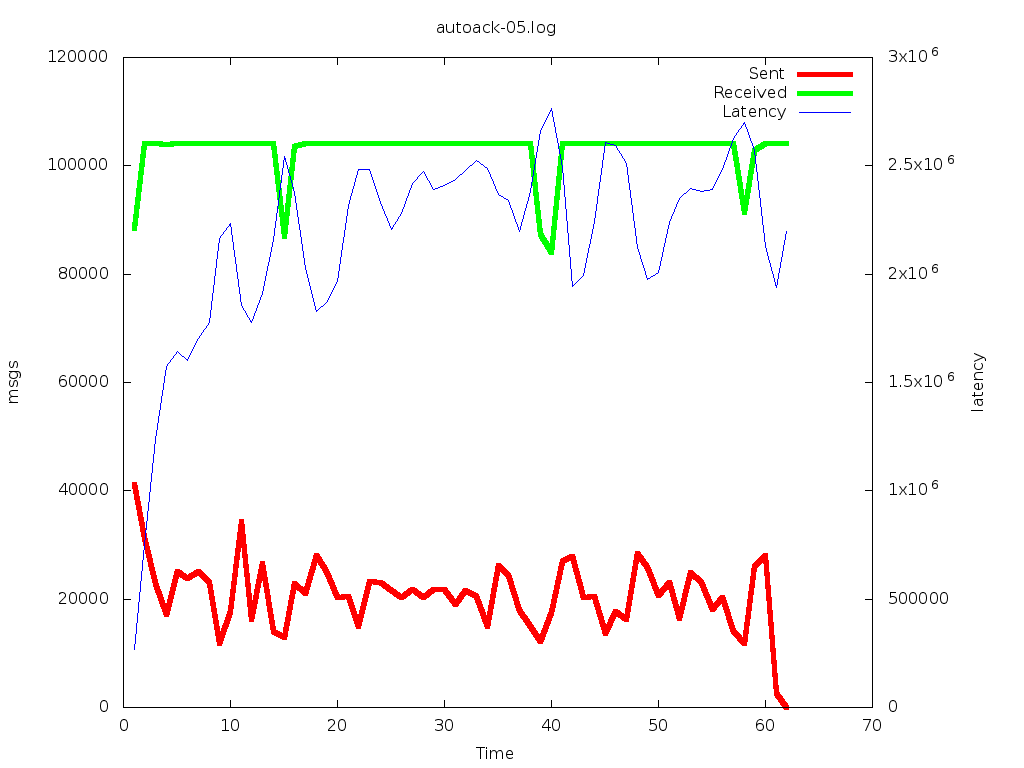 autoack-05.log
120000
100000
80000
60000
40000
20000
0
msgs
3x10^6
2.5x10^6
2x10^6
1.5x10^6
1x10^6
500000
0
latency
Sent
Received
Latency
0 10 20 30 40 50 60 70
Time